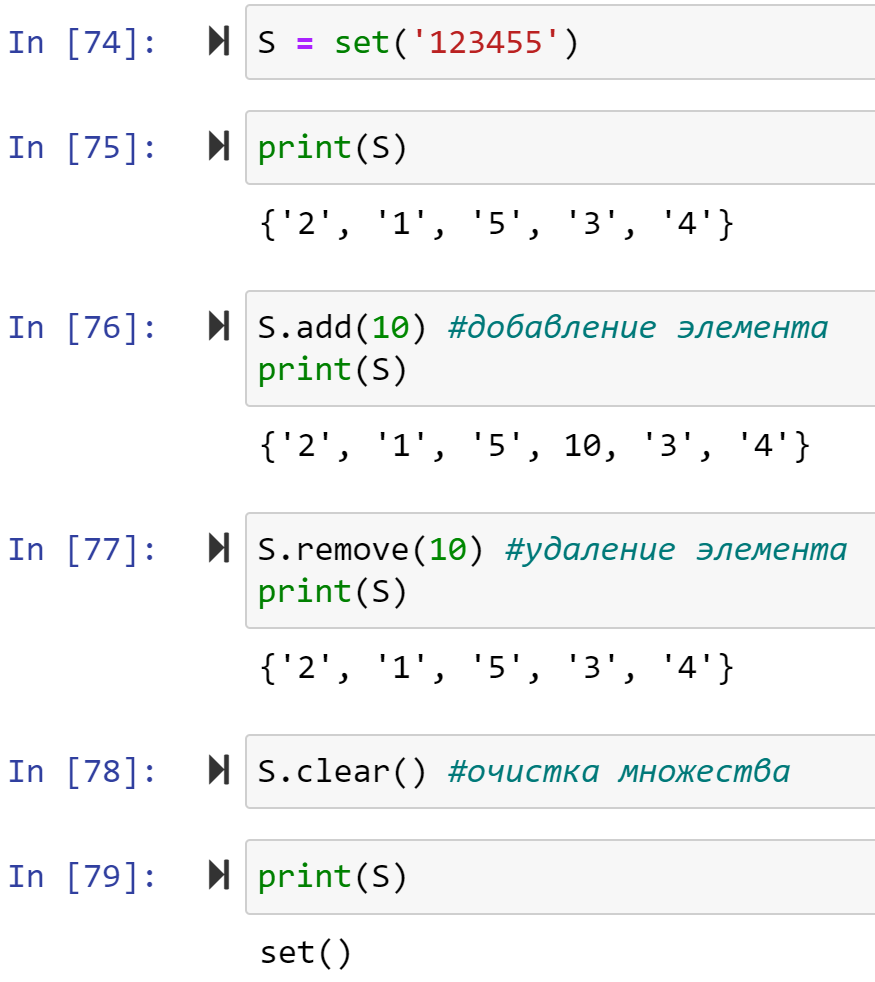 In [74]: S = set('123455')
In [75]: print(S)
{'2', '1', '5', '3', '4'}
In [76]: S.add(10) #добавление элемента
print(S)
{'2', '1', '5', 10, '3', '4'}
In [77]: S.remove(10) #удаление элемента
print(S)
{'2', '1', '5', '3', '4'}
In [78]: S.clear() #очистка множества
In [79]: print(S)
set()